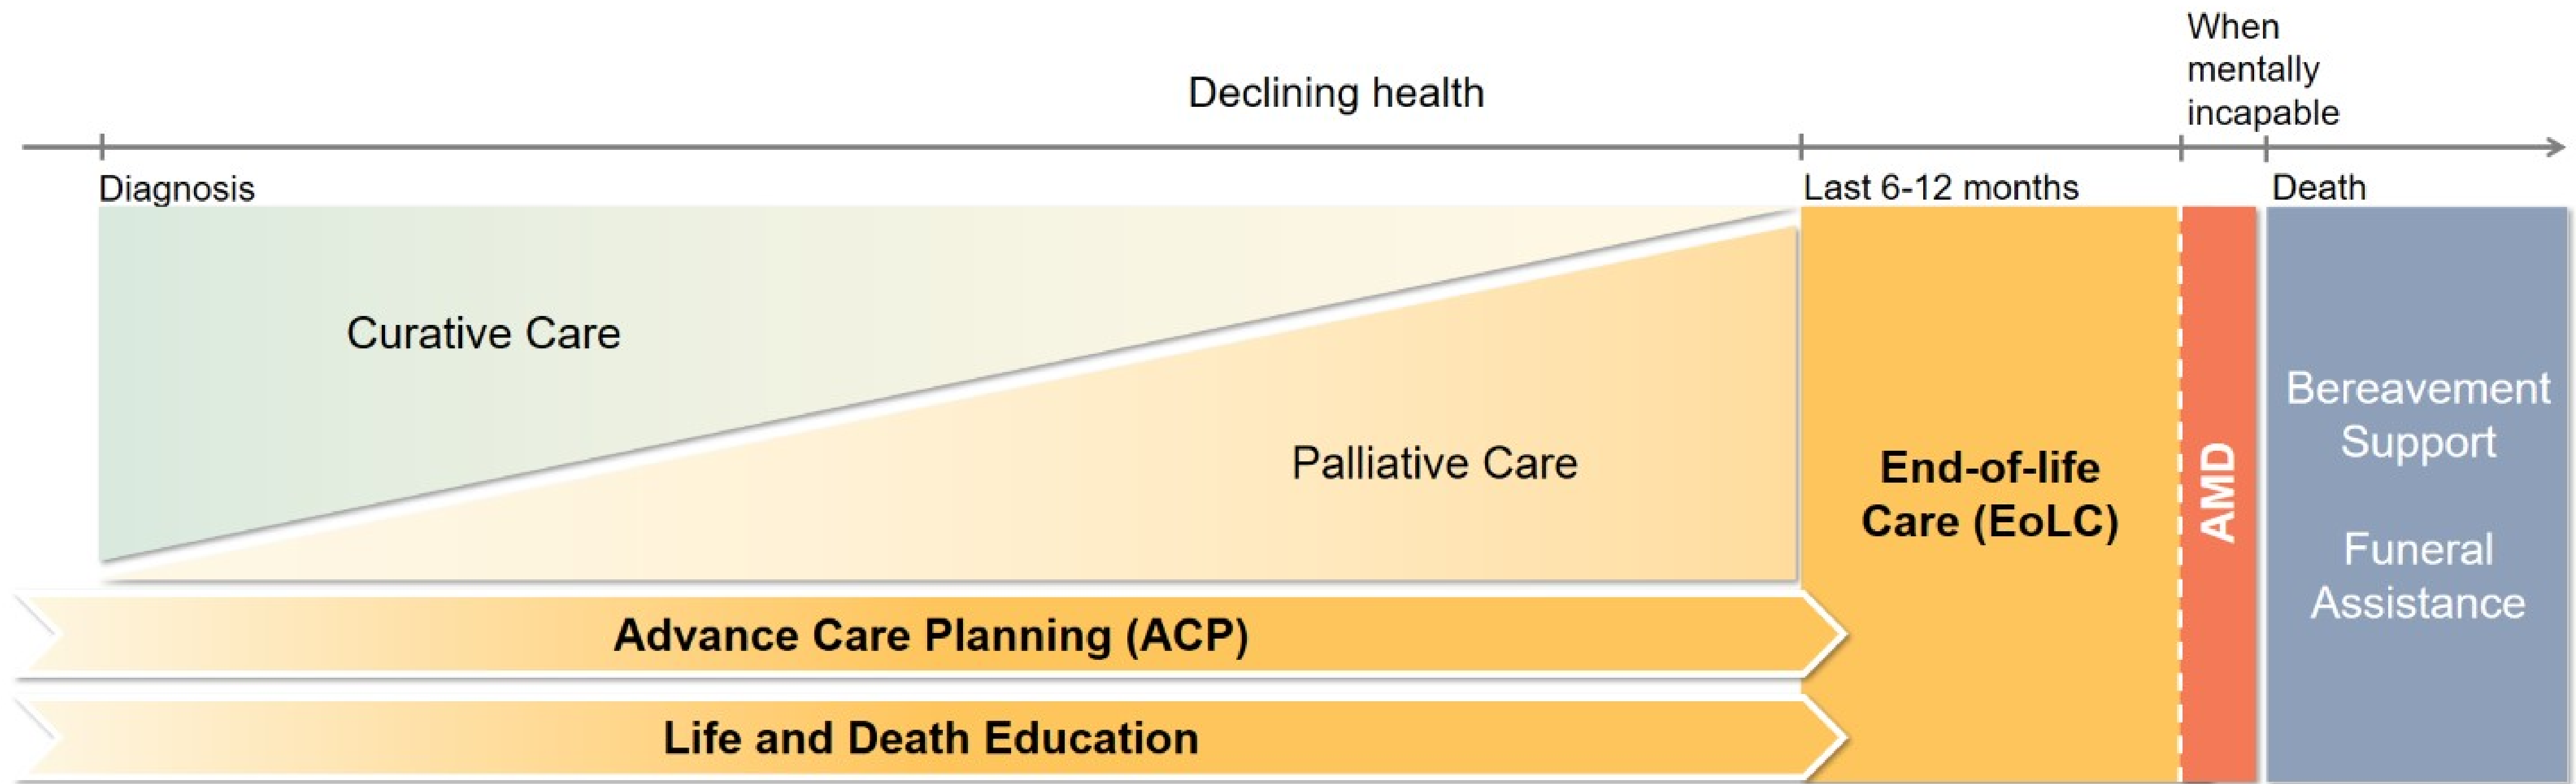 When
mentally
incapable
Declining health
Diagnosis
Last 6-12 months
Death
Curative Care
Palliative Care
End-of-life
Care (EoLC)
AMD
Bereavement
Support
Funeral
Assistance
Advance Care Planning (ACP)
Life and Death Education